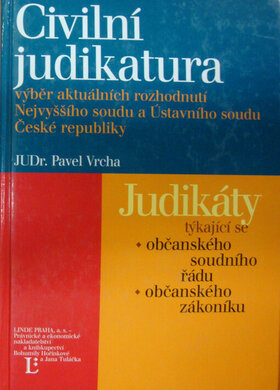 Civilní
judikatura
výběr aktuálních rozhodnutí
Nejvyššího soudu a Ústavního soudu
České republiky
JUDr. Pavel Vrcha
Judikáty
týkající se
• občanského
soudního
řádu
• občanského
zákoníku
LINDE PRAHA, a. s. –
Právnické a ekonomické
nakladatelství
a knihkupectví
Bohumily Hořínkové
a Jana Tuláčka
L